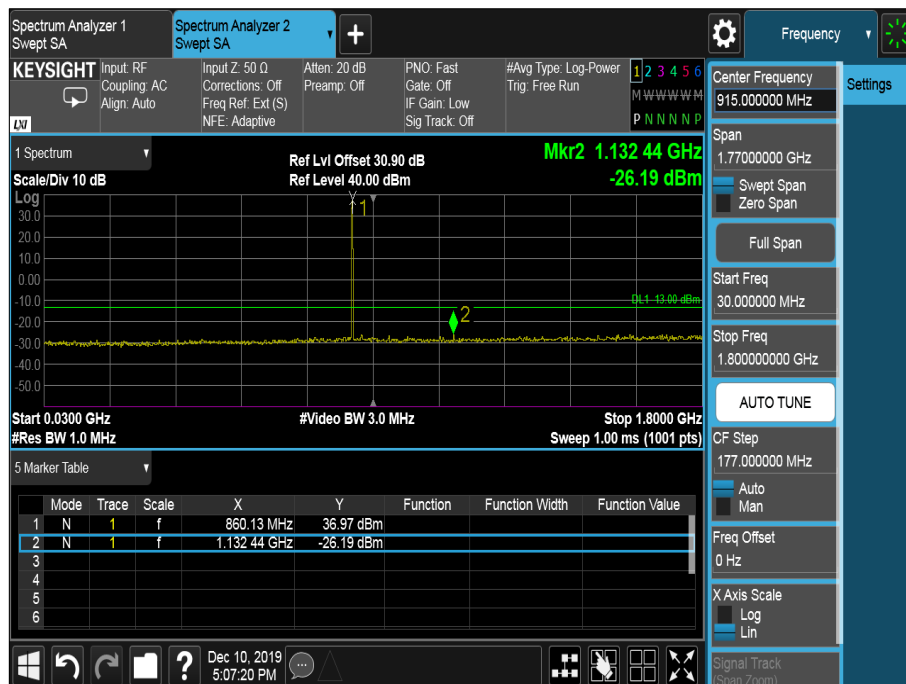 Spectrum Analyzer 1
Swept SA
Spectrum Analyzer 2
Swept SA
Frequency
KEYSIGHT
Input: RF
Coupling: AC
Align: Auto
Input Z: 50 Ω
Corrections: Off
Freq Ref: Ext (S)
NFE: Adaptive
Atten: 20 dB
Preamp: Off
PNO: Fast
Gate: Off
IF Gain: Low
Sig Track: Off
#Avg Type: Log-Power
Trig: Free Run
1 2 3 4 5 6
M W W W W M
P N N N N P
LXI
Center Frequency
915.000000 MHz
Settings
Span
1.77000000 GHz
Swept Span
Zero Span
Full Span
Start Freq
30.000000 MHz
Stop Freq
1.800000000 GHz
AUTO TUNE
CF Step
177.000000 MHz
Auto
Man
Freq Offset
0 Hz
X Axis Scale
Log
Lin
Signal Track
(Span Zoom)
1 Spectrum
Scale/Div 10 dB
Log
Ref Lvl Offset 30.90 dB
Ref Level 40.00 dBm
Mkr2 1.132 44 GHz
-26.19 dBm
30.0
20.0
10.0
0.00
-10.0
-20.0
-30.0
-40.0
-50.0
1
2
DL1 -13.00 dBm
Start 0.0300 GHz
#Res BW 1.0 MHz
#Video BW 3.0 MHz
Stop 1.8000 GHz
Sweep 1.00 ms (1001 pts)
5 Marker Table
Mode Trace Scale X Y Function Function Width Function Value
1 N 1 f 860.13 MHz 36.97 dBm
2 N 1 f 1.132 44 GHz -26.19 dBm
3
4
5
6
?
Dec 10, 2019
5:07:20 PM